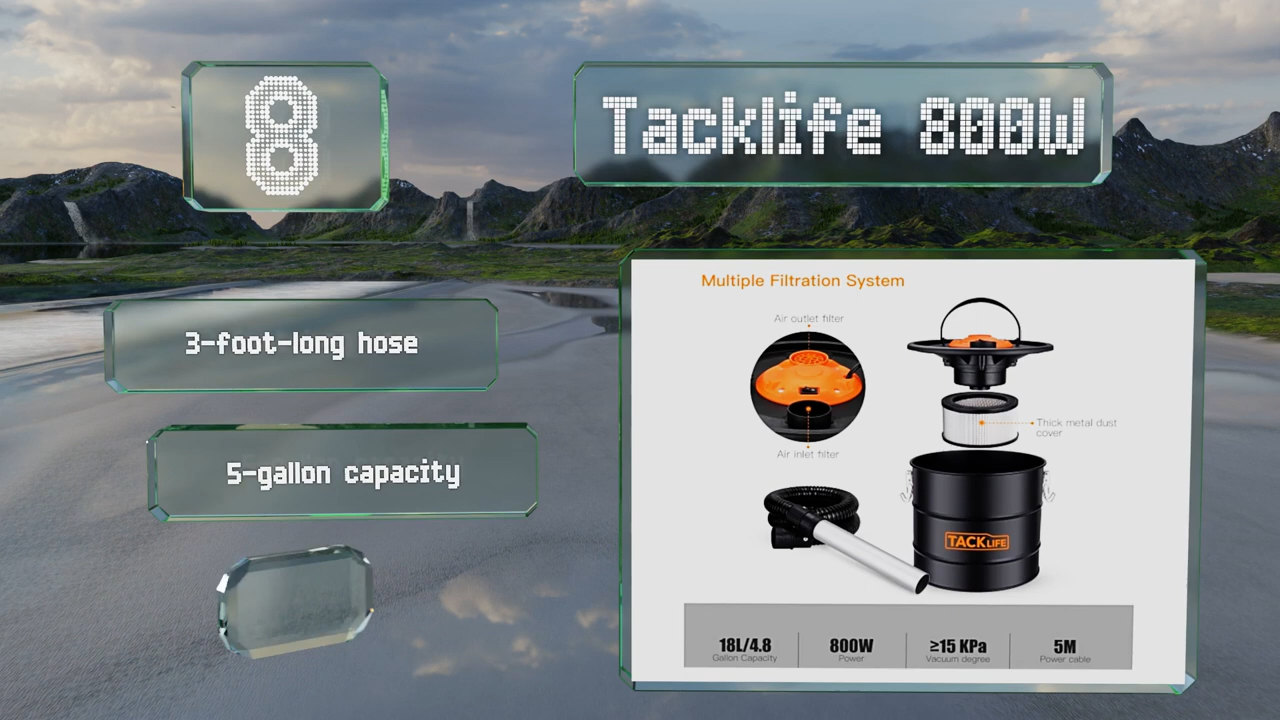 8
Tacklife 800W
3-foot-long hose
5-gallon capacity
Multiple Filtration System
Air outlet filter
Air inlet filter
Thick metal dust
cover
TACKLIFE
18L/4.8
Gallon Capacity
800W
Power
≥15 KPa
Vacuum degree
5M
Power cable